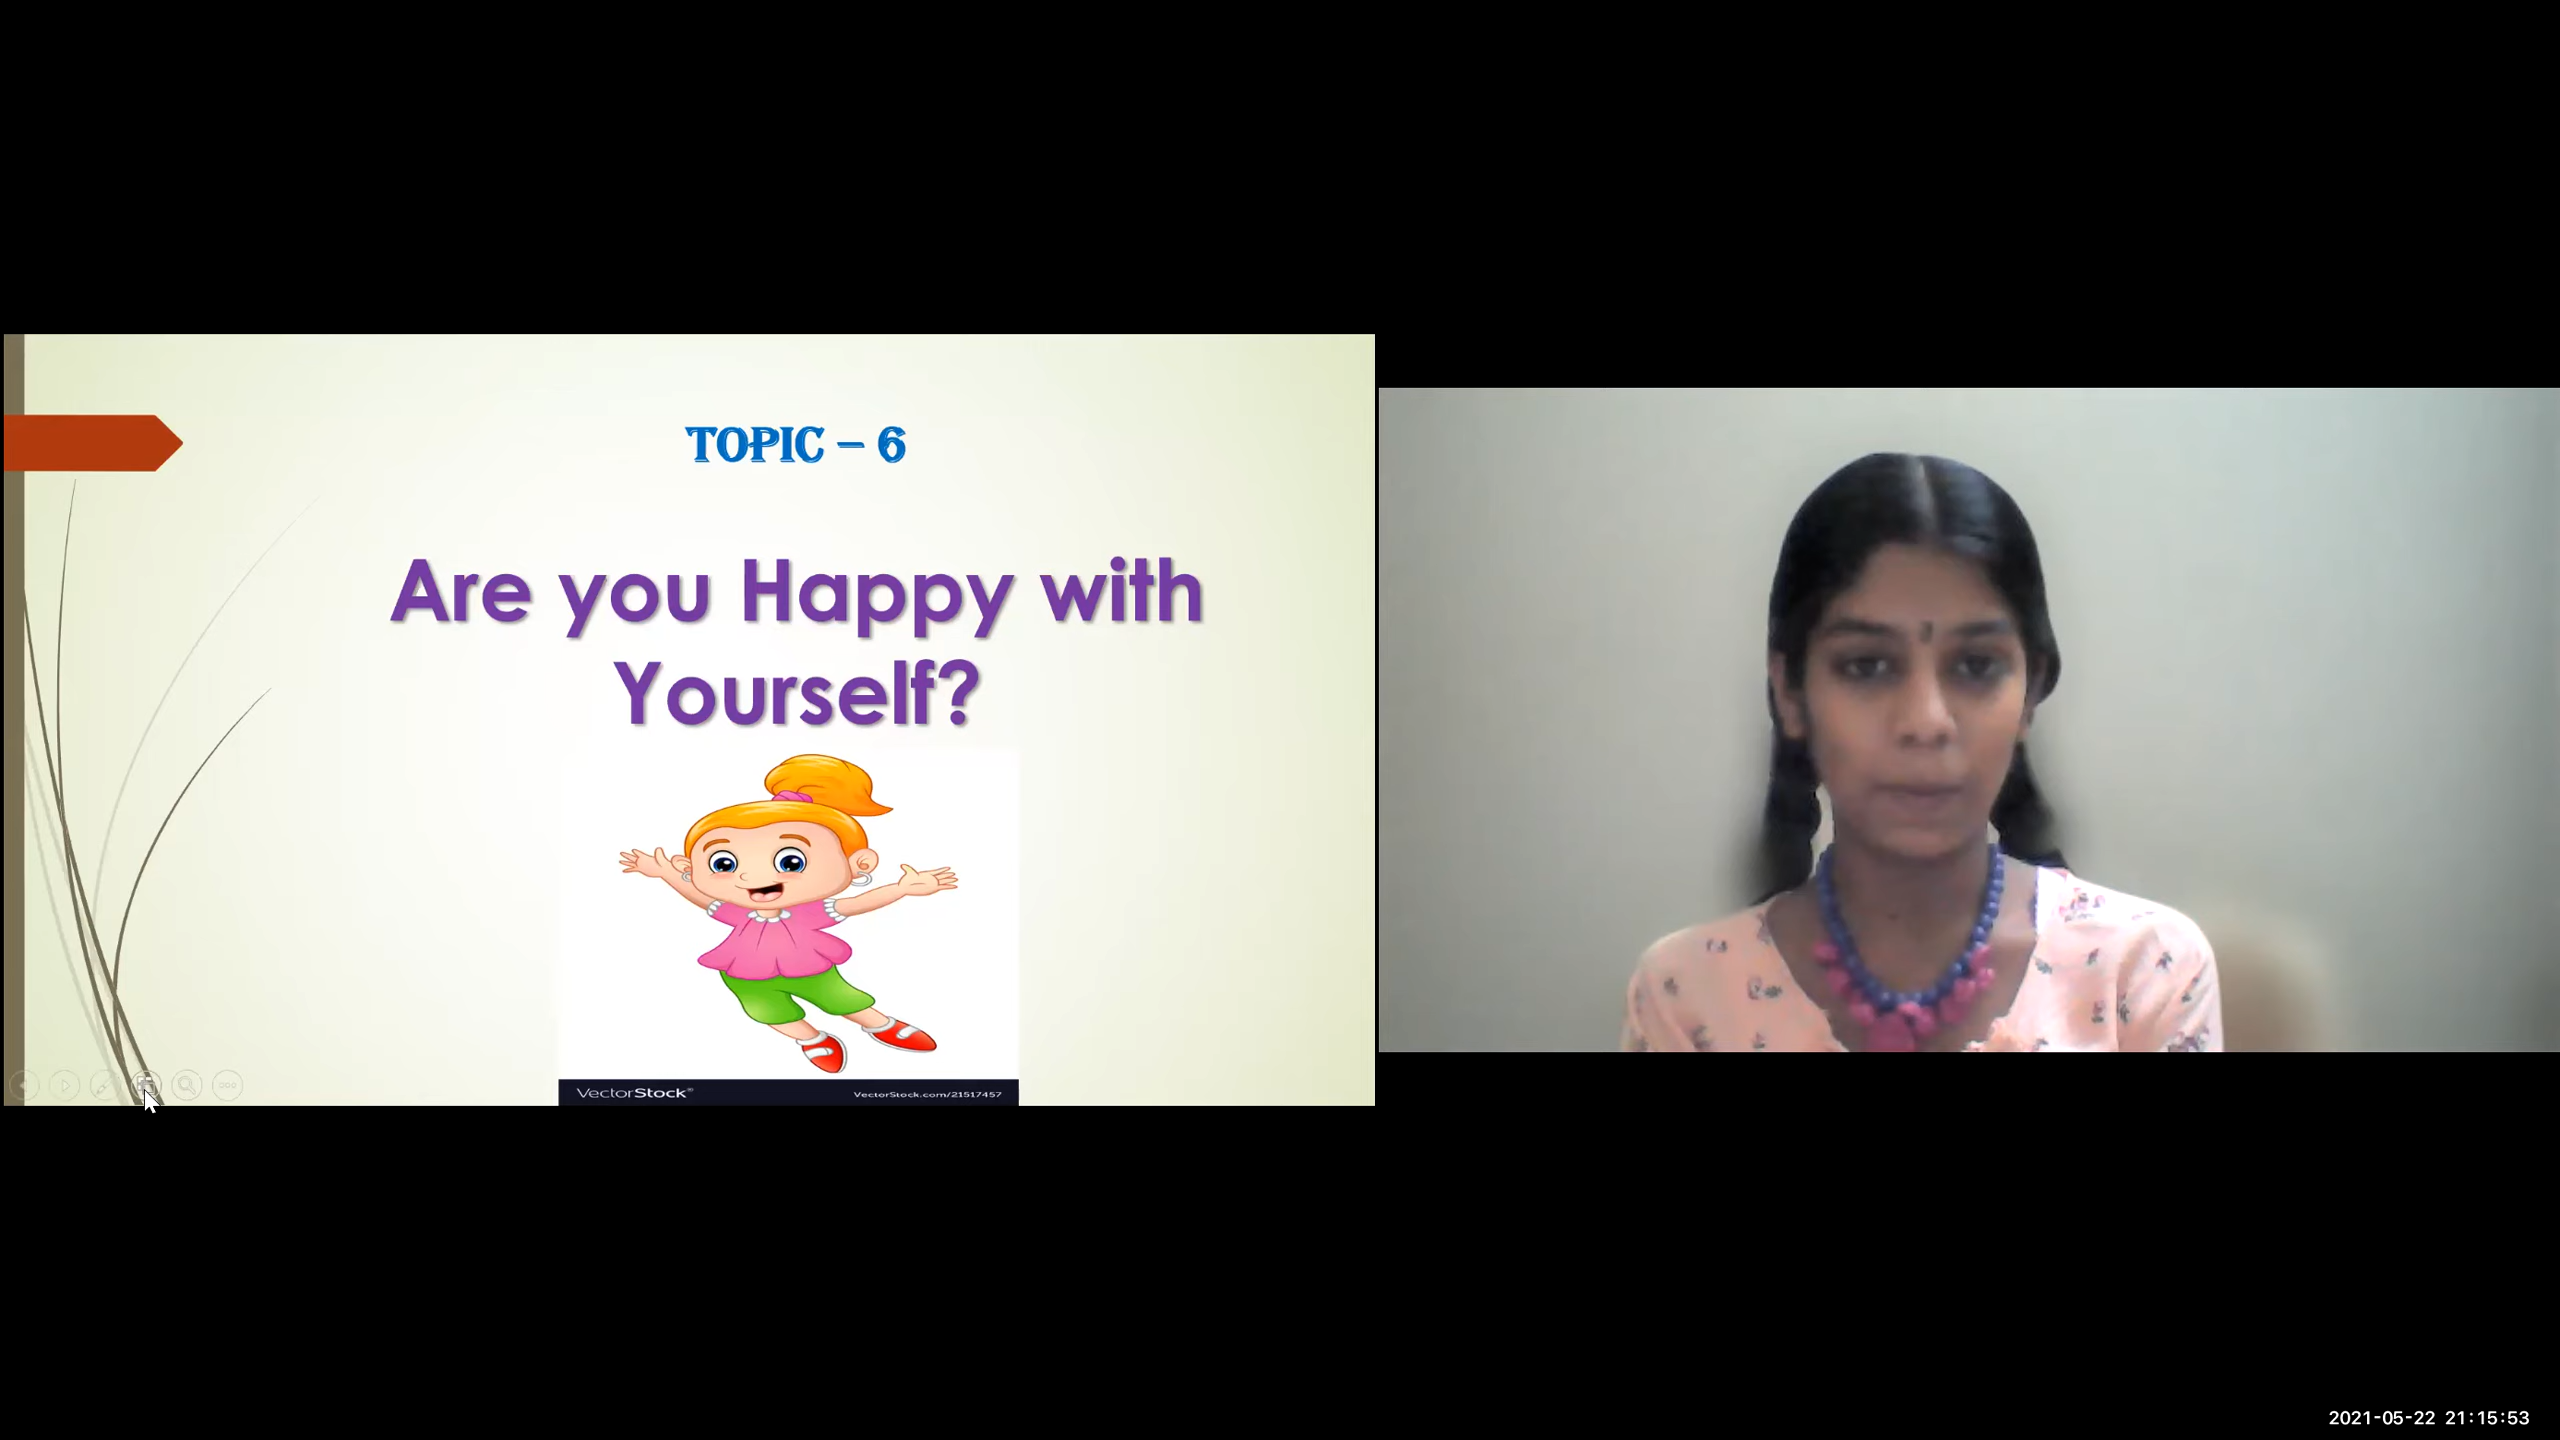 TOPIC – 6
Are you Happy with
Yourself?
VectorStock®
VectorStock.com/21517457
2021-05-22 21:15:53